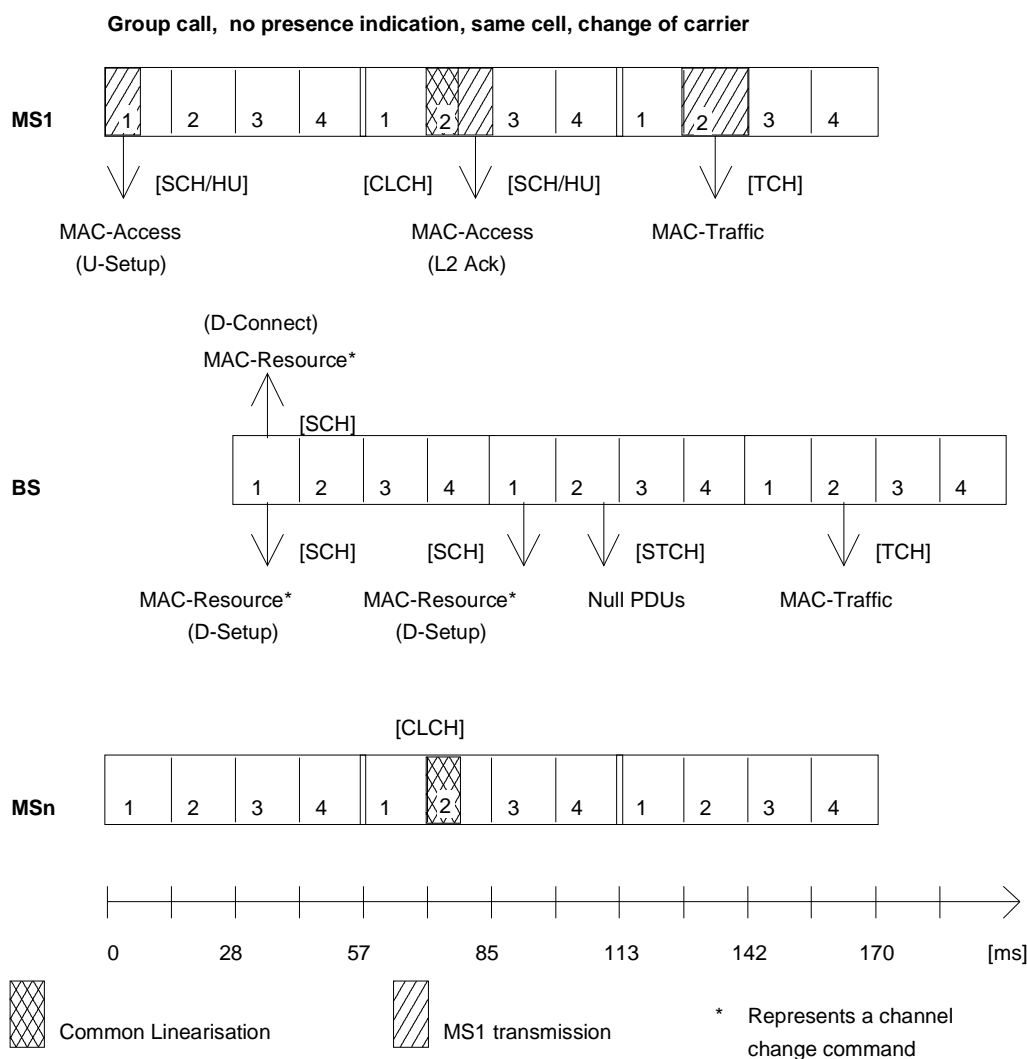 Group call, no presence indication, same cell, change of carrier
MS1
1 2 3 4 1 2 3 4 1 2 3 4
[SCH/HU] [CLCH] [SCH/HU] [TCH]
MAC-Access MAC-Access MAC-Traffic
(U-Setup) (L2 Ack)
(D-Connect)
MAC-Resource*
[SCH]
BS
1 2 3 4 1 2 3 4 1 2 3 4
[SCH] [SCH] [STCH] [TCH]
MAC-Resource* MAC-Resource* Null PDUs MAC-Traffic
(D-Setup) (D-Setup)
[CLCH]
MSn
1 2 3 4 1 2 3 4 1 2 3 4
0 28 57 85 113 142 170 [ms]
Common Linearisation MS1 transmission * Represents a channel
change command